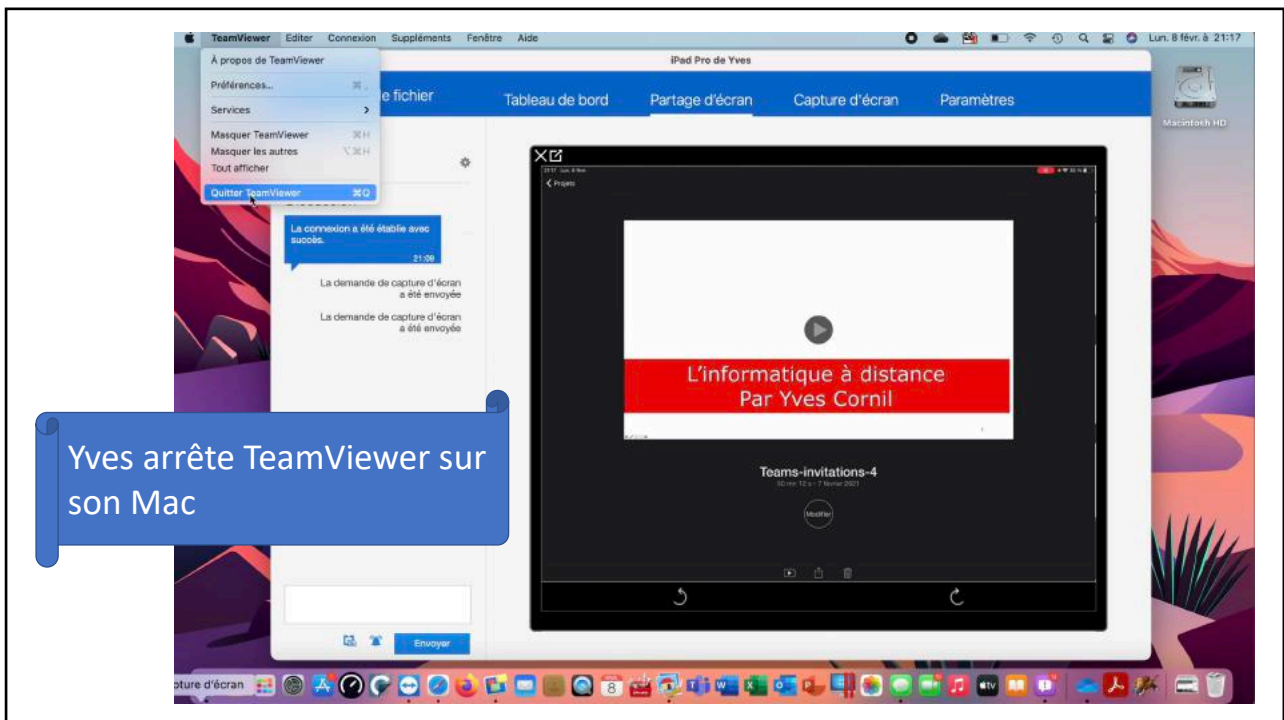 TeamViewer Editer Connexion Suppléments Fenêtre Aide
Lun. 8 févr. à 21:17
À propos de TeamViewer
Préférences... ⌘ ,
Services >
Masquer TeamViewer ⌘H
Masquer les autres ⌥⌘H
Tout afficher
Quitter TeamViewer ⌘Q
iPad Pro de Yves
e fichier
Tableau de bord Partage d'écran Capture d'écran Paramètres
Macintosh HD
La connexion a été établie avec
succès.
21:09
La demande de capture d'écran
a été envoyée
La demande de capture d'écran
a été envoyée
Projets
L'informatique à distance
Par Yves Cornil
Teams-invitations-4
Modifier
Yves arrête TeamViewer sur
son Mac
Envoyer
pture d'écran
8
tv